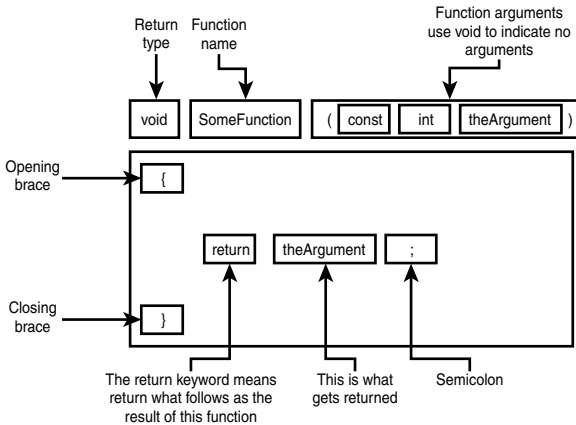 Return
type
Function
name
Function arguments
use void to indicate no
arguments
void SomeFunction ( const int theArgument )
Opening
brace
{
return theArgument ;
Closing
brace
}
The return keyword means
return what follows as the
result of this function
This is what
gets returned
Semicolon